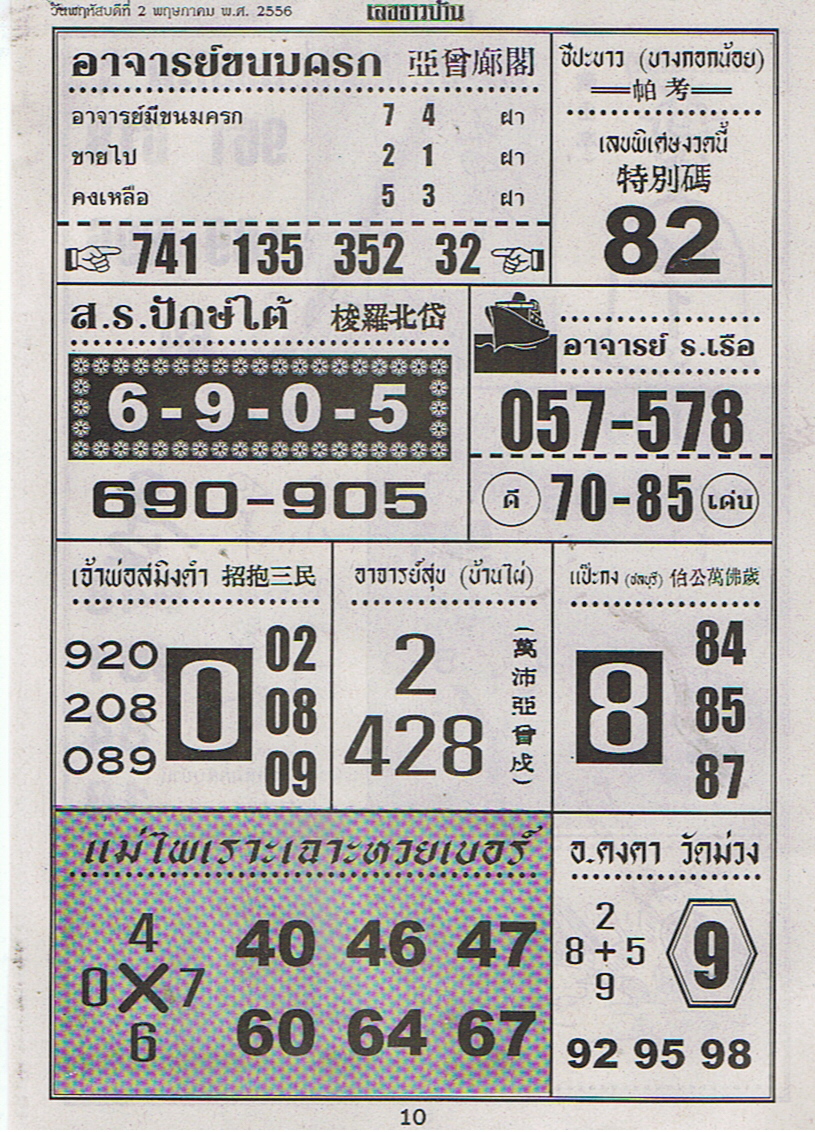 วันพฤหัสบดีที่ 2 พฤษภาคม พ.ศ. 2556
เลขชาวบ้าน
อาจารย์ขนมครก 亞曾廊閣
อาจารย์มีขนมครก 7 4 ฝา
ขายไป 2 1 ฝา
คงเหลือ 5 3 ฝา
741 135 352 32
ชีปะขาว (บางกอกน้อย)
帕考
เลขพิเศษงวดนี้
特別碼
82
ส.ร.ปักษ์ใต้ 梭羅北岱
6-9-0-5
690-905
อาจารย์ ร.เรือ
057-578
ดี 70-85 เด่น
เจ้าพ่อสมิงดำ 招抱三民
920
208
089
0
02
08
09
อาจารย์สุข (บ้านไผ่)
2
428
(萬沛亞曾戍)
แป๊ะกง (ชลบุรี) 伯公萬佛歲
8
84
85
87
แม่ไพเราะเฉาะหวยเบอร์
4
0 X 7
6
40 46 47
60 64 67
อ.คงคา วัดม่วง
2
8+5
9
9
92 95 98
10